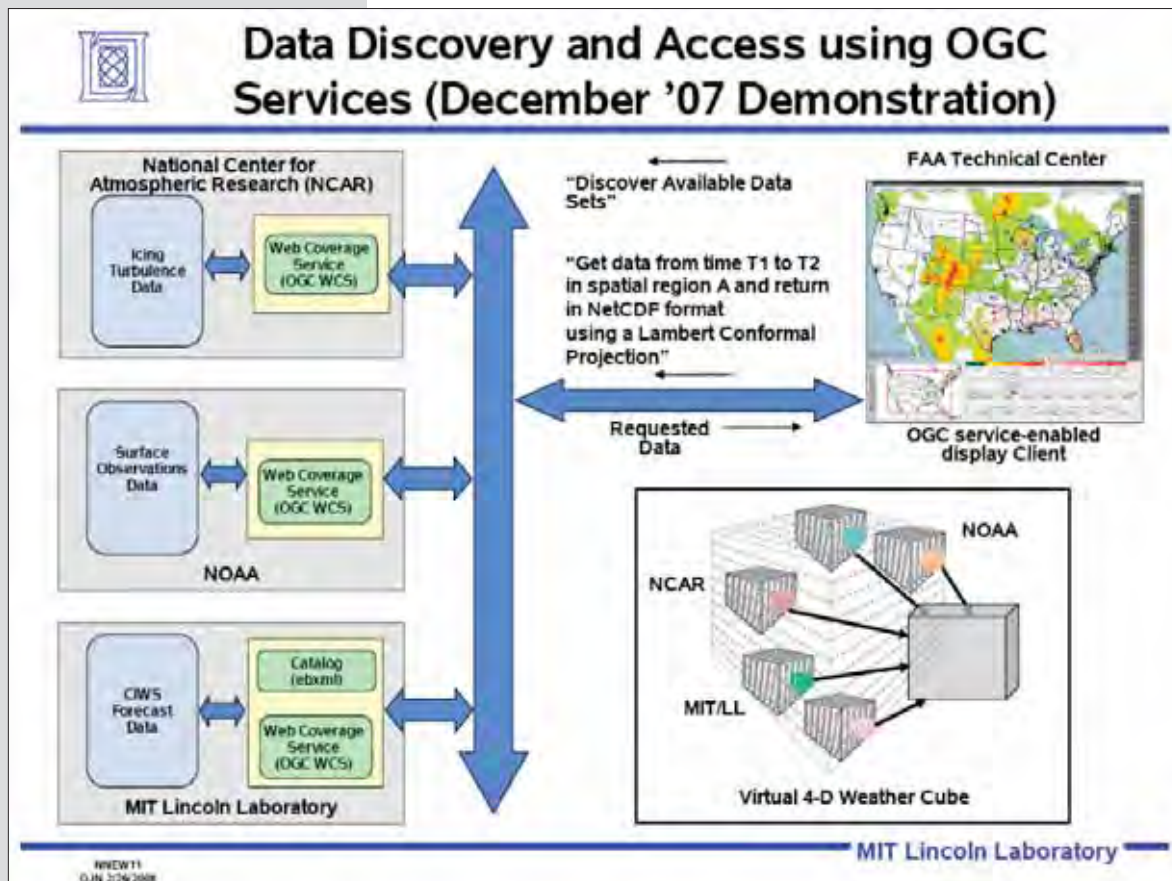 Data Discovery and Access using OGC
Services (December '07 Demonstration)
National Center for
Atmospheric Research (NCAR)
Icing
Turbulence
Data
Web Coverage
Service
(OGC WCS)
Surface
Observations
Data
Web Coverage
Service
(OGC WCS)
NOAA
CIWS
Forecast
Data
Catalog
(ebxml)
Web Coverage
Service
(OGC WCS)
MIT Lincoln Laboratory
"Discover Available Data
Sets"
"Get data from time T1 to T2
in spatial region A and return
in NetCDF format
using a Lambert Conformal
Projection"
Requested
Data
FAA Technical Center
OGC service-enabled
display Client
NOAA
NCAR
MIT/LL
Virtual 4-D Weather Cube
MIT Lincoln Laboratory
NNEW11